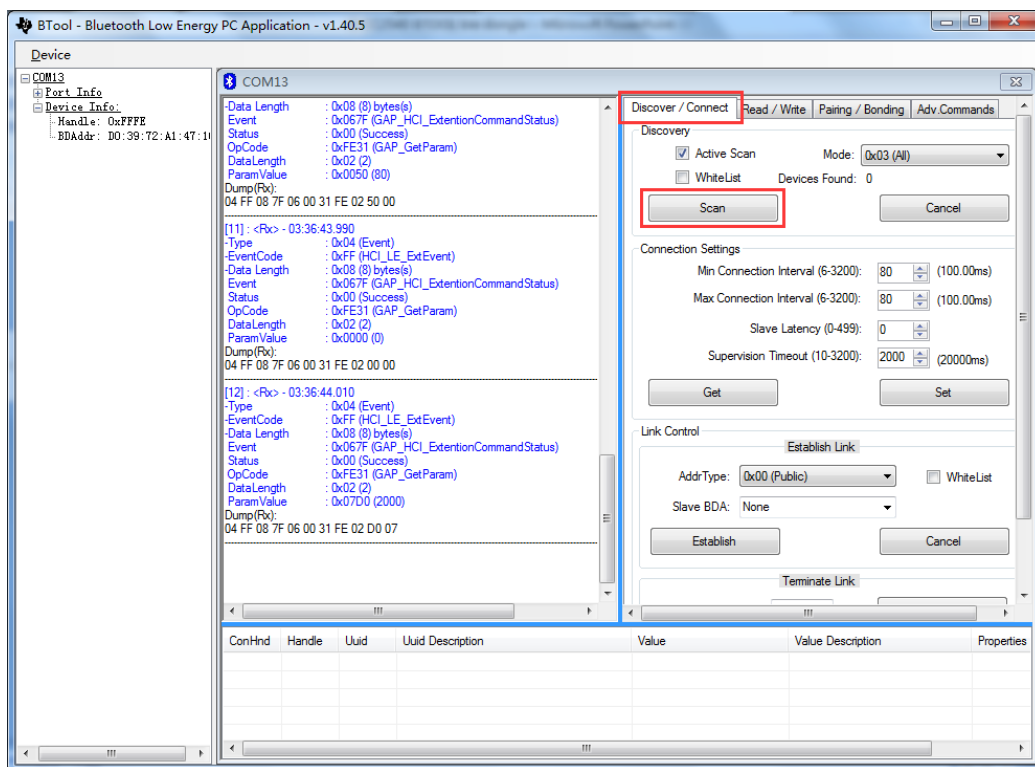 BTool - Bluetooth Low Energy PC Application - v1.40.5
Device
COM13
Port Info
Device Info:
Handle: 0xFFFE
BDAddr: D0:39:72:A1:47:1
COM13
-Data Length : 0x08 (8) bytes(s)
Event : 0x067F (GAP_HCI_ExtentionCommandStatus)
Status : 0x00 (Success)
OpCode : 0xFE31 (GAP_GetParam)
DataLength : 0x02 (2)
ParamValue : 0x0050 (80)
Dump(Rx):
04 FF 08 7F 06 00 31 FE 02 50 00
[11] : <Rx> - 03:36:43.990
-Type : 0x04 (Event)
-EventCode : 0xFF (HCI_LE_ExtEvent)
-Data Length : 0x08 (8) bytes(s)
Event : 0x067F (GAP_HCI_ExtentionCommandStatus)
Status : 0x00 (Success)
OpCode : 0xFE31 (GAP_GetParam)
DataLength : 0x02 (2)
ParamValue : 0x0000 (0)
Dump(Rx):
04 FF 08 7F 06 00 31 FE 02 00 00
[12] : <Rx> - 03:36:44.010
-Type : 0x04 (Event)
-EventCode : 0xFF (HCI_LE_ExtEvent)
-Data Length : 0x08 (8) bytes(s)
Event : 0x067F (GAP_HCI_ExtentionCommandStatus)
Status : 0x00 (Success)
OpCode : 0xFE31 (GAP_GetParam)
DataLength : 0x02 (2)
ParamValue : 0x07D0 (2000)
Dump(Rx):
04 FF 08 7F 06 00 31 FE 02 D0 07
Discover / Connect Read / Write Pairing / Bonding Adv.Commands
Discovery
Active Scan Mode: 0x03 (All)
WhiteList Devices Found: 0
Scan Cancel
Connection Settings
Min Connection Interval (6-3200): 80 (100.00ms)
Max Connection Interval (6-3200): 80 (100.00ms)
Slave Latency (0-499): 0
Supervision Timeout (10-3200): 2000 (20000ms)
Get Set
Link Control
Establish Link
AddrType: 0x00 (Public) WhiteList
Slave BDA: None
Establish Cancel
Terminate Link
ConHnd Handle Uuid Uuid Description Value Value Description Properties